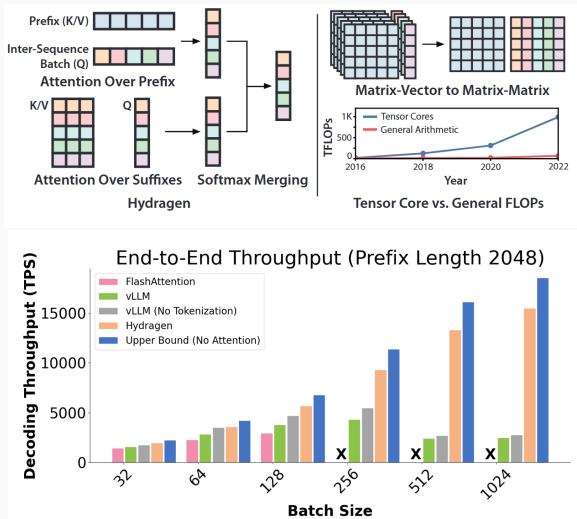 Prefix (K/V)
Inter-Sequence
Batch (Q)
Attention Over Prefix
K/V
Q
Attention Over Suffixes
Softmax Merging
Hydragen
Matrix-Vector to Matrix-Matrix
TFLOPs
1K
500
0
Tensor Cores
General Arithmetic
2016
2018
2020
2022
Year
Tensor Core vs. General FLOPs
End-to-End Throughput (Prefix Length 2048)
Decoding Throughput (TPS)
15000
10000
5000
0
FlashAttention
vLLM
vLLM (No Tokenization)
Hydragen
Upper Bound (No Attention)
X
X
X
32
64
128
256
512
1024
Batch Size